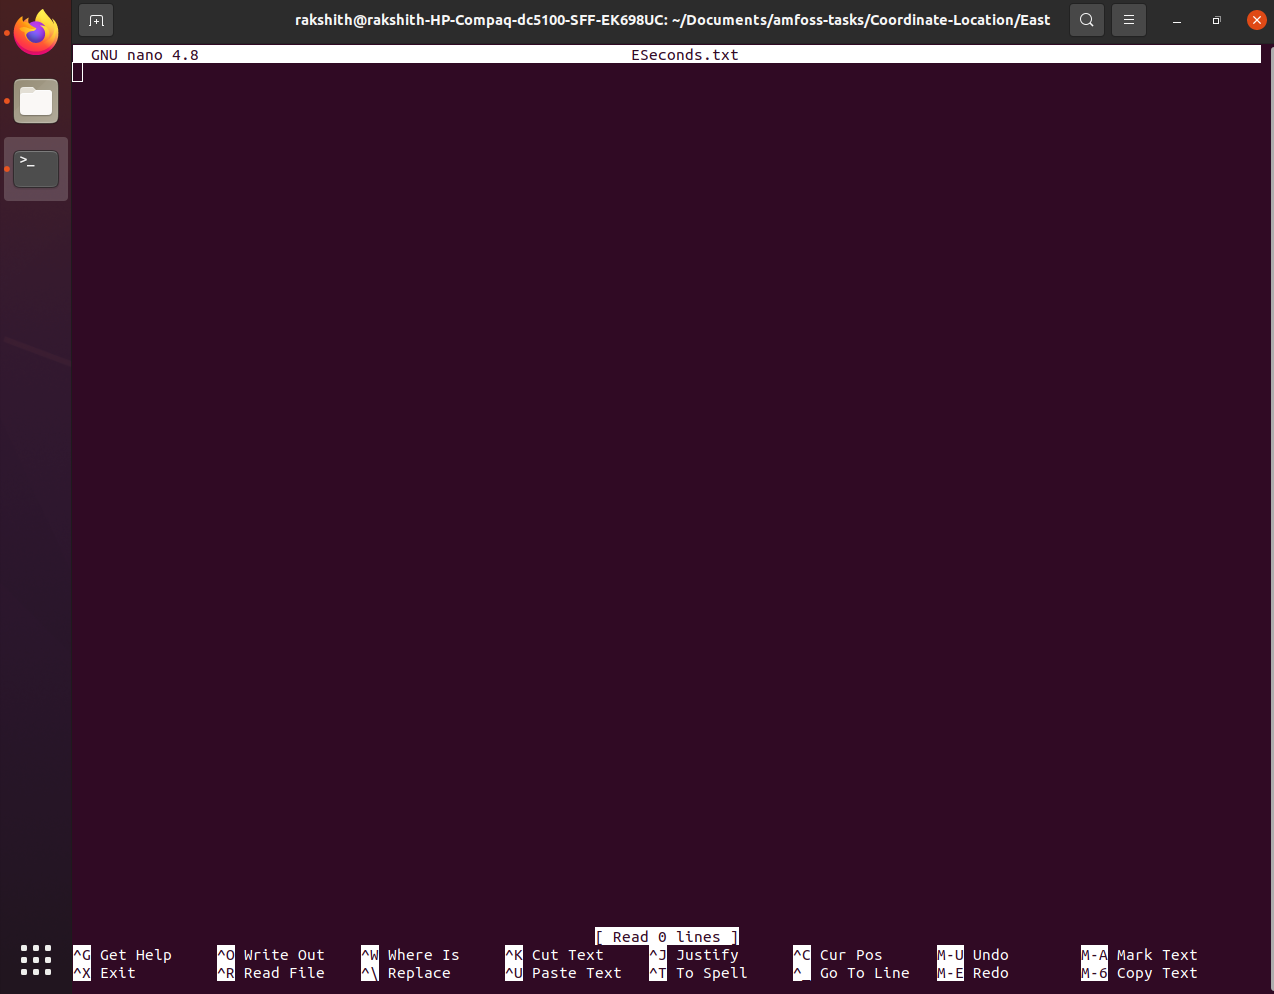 rakshith@rakshith-HP-Compaq-dc5100-SFF-EK698UC: ~/Documents/amfoss-tasks/Coordinate-Location/East
GNU nano 4.8 ESeconds.txt
>_
[ Read 0 lines ]
^G Get Help ^O Write Out ^W Where Is ^K Cut Text ^J Justify ^C Cur Pos M-U Undo M-A Mark Text
^X Exit ^R Read File ^\ Replace ^U Paste Text ^T To Spell ^_ Go To Line M-E Redo M-6 Copy Text